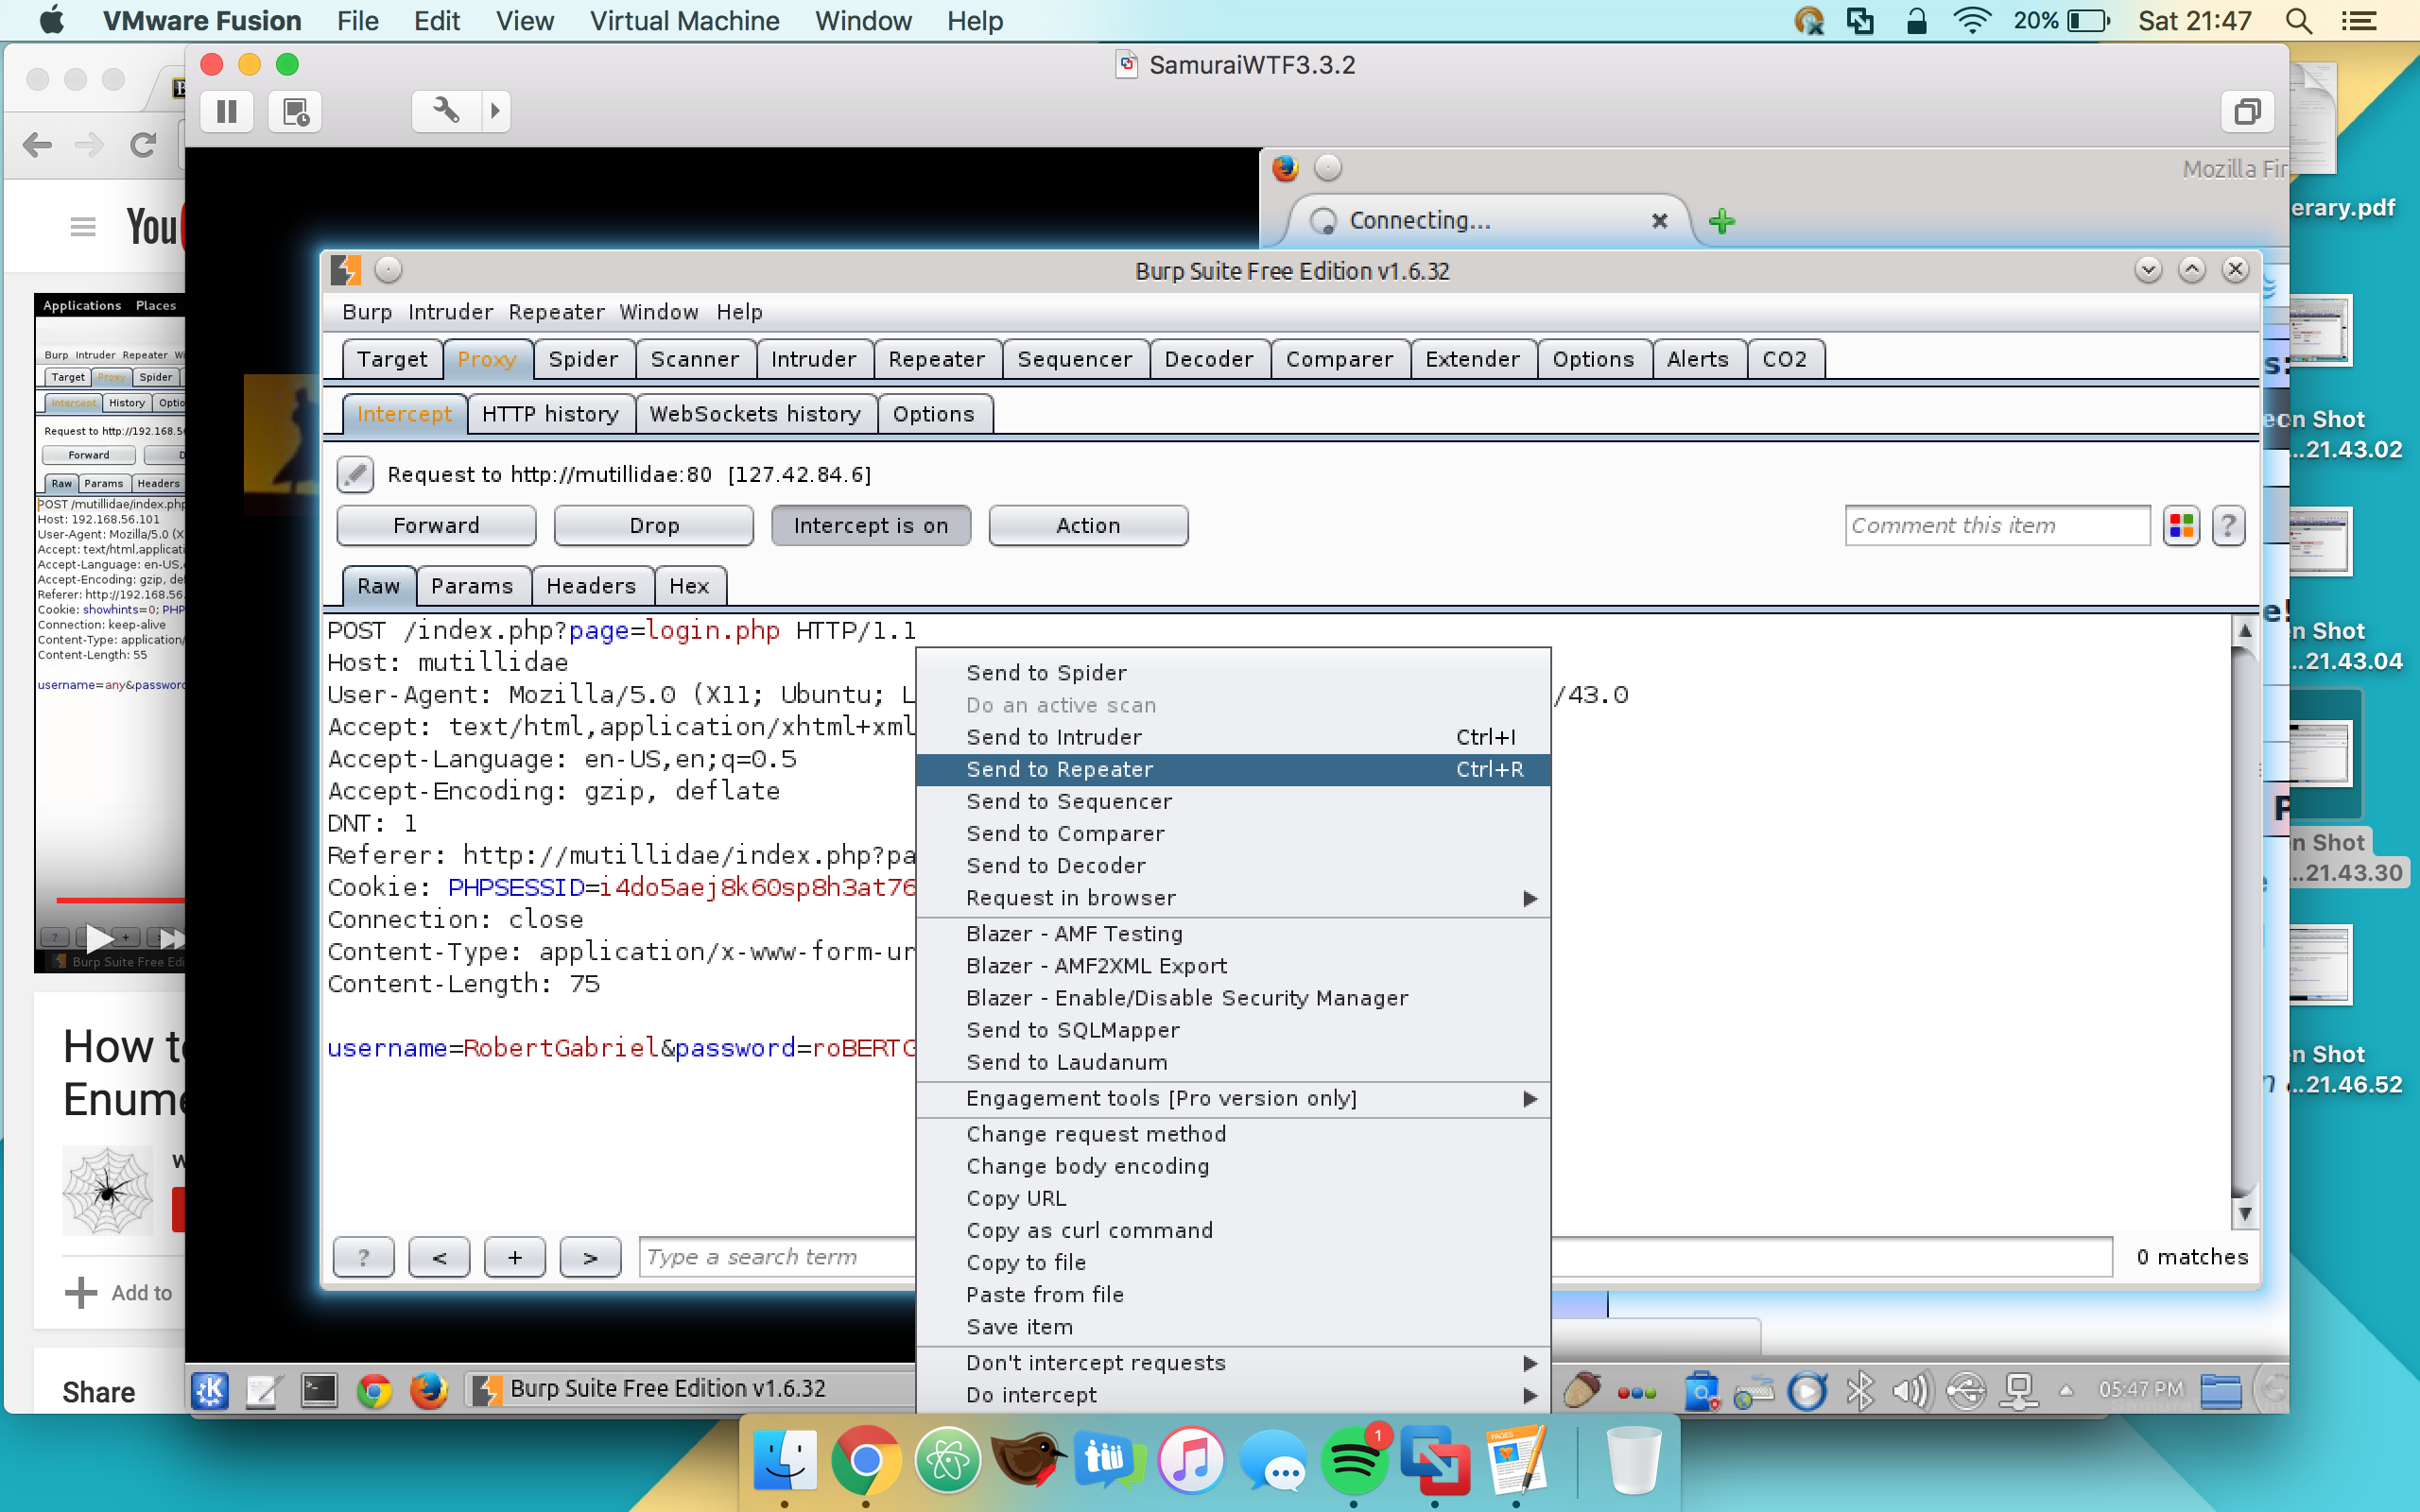 VMware Fusion File Edit View Virtual Machine Window Help 20% Sat 21:47
SamuraiWTF3.3.2
Mozilla Fir
Connecting...
You
erary.pdf
Burp Suite Free Edition v1.6.32
Burp Intruder Repeater Window Help
Target Proxy Spider Scanner Intruder Repeater Sequencer Decoder Comparer Extender Options Alerts CO2
Intercept HTTP history WebSockets history Options
Request to http://mutillidae:80 [127.42.84.6]
Forward Drop Intercept is on Action Comment this item ?
Raw Params Headers Hex
POST /index.php?page=login.php HTTP/1.1
Host: mutillidae
User-Agent: Mozilla/5.0 (X11; Ubuntu; L /43.0
Accept: text/html,application/xhtml+xml
Accept-Language: en-US,en;q=0.5
Accept-Encoding: gzip, deflate
DNT: 1
Referer: http://mutillidae/index.php?pa
Cookie: PHPSESSID=i4do5aej8k60sp8h3at76
Connection: close
Content-Type: application/x-www-form-ur
Content-Length: 75
username=RobertGabriel&password=roBERTG
? < + > Type a search term 0 matches
Send to Spider
Do an active scan
Send to Intruder Ctrl+I
Send to Repeater Ctrl+R
Send to Sequencer
Send to Comparer
Send to Decoder
Request in browser
Blazer - AMF Testing
Blazer - AMF2XML Export
Blazer - Enable/Disable Security Manager
Send to SQLMapper
Send to Laudanum
Engagement tools [Pro version only]
Change request method
Change body encoding
Copy URL
Copy as curl command
Copy to file
Paste from file
Save item
Don't intercept requests
Do intercept
Applications Places
Burp Intruder Repeater Wi
Target Proxy Spider
Intercept History Optio
Request to http://192.168.56
Forward D
Raw Params Headers
POST /mutillidae/index.php
Host: 192.168.56.101
User-Agent: Mozilla/5.0 (X
Accept: text/html,applicati
Accept-Language: en-US,
Accept-Encoding: gzip, def
Referer: http://192.168.56.
Cookie: showhints=0; PHP
Connection: keep-alive
Content-Type: application/
Content-Length: 55
username=any&password
Burp Suite Free Edi
How to
Enume
Add to
Share
en Shot
...21.43.02
n Shot
...21.43.04
n Shot
...21.43.30
n Shot
...21.46.52
Burp Suite Free Edition v1.6.32
05:47 PM
1
PAGES